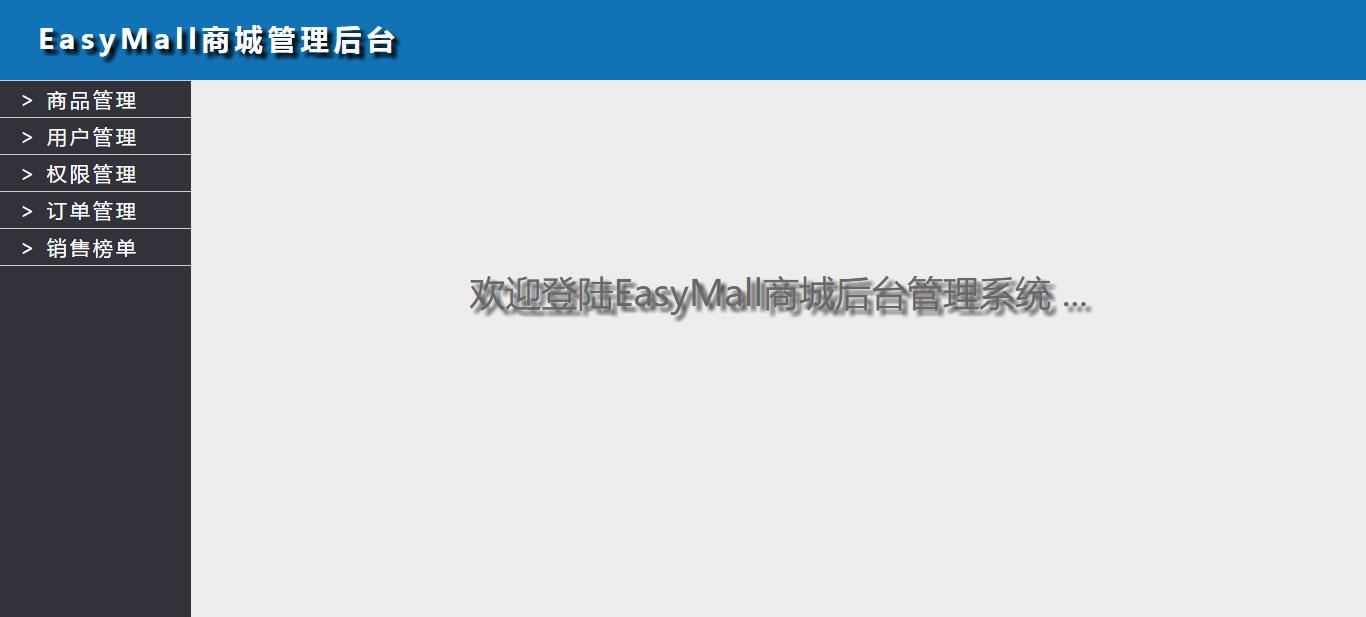 EasyMall商城管理后台
> 商品管理
> 用户管理
> 权限管理
> 订单管理
> 销售榜单
欢迎登陆EasyMall商城后台管理系统 ...